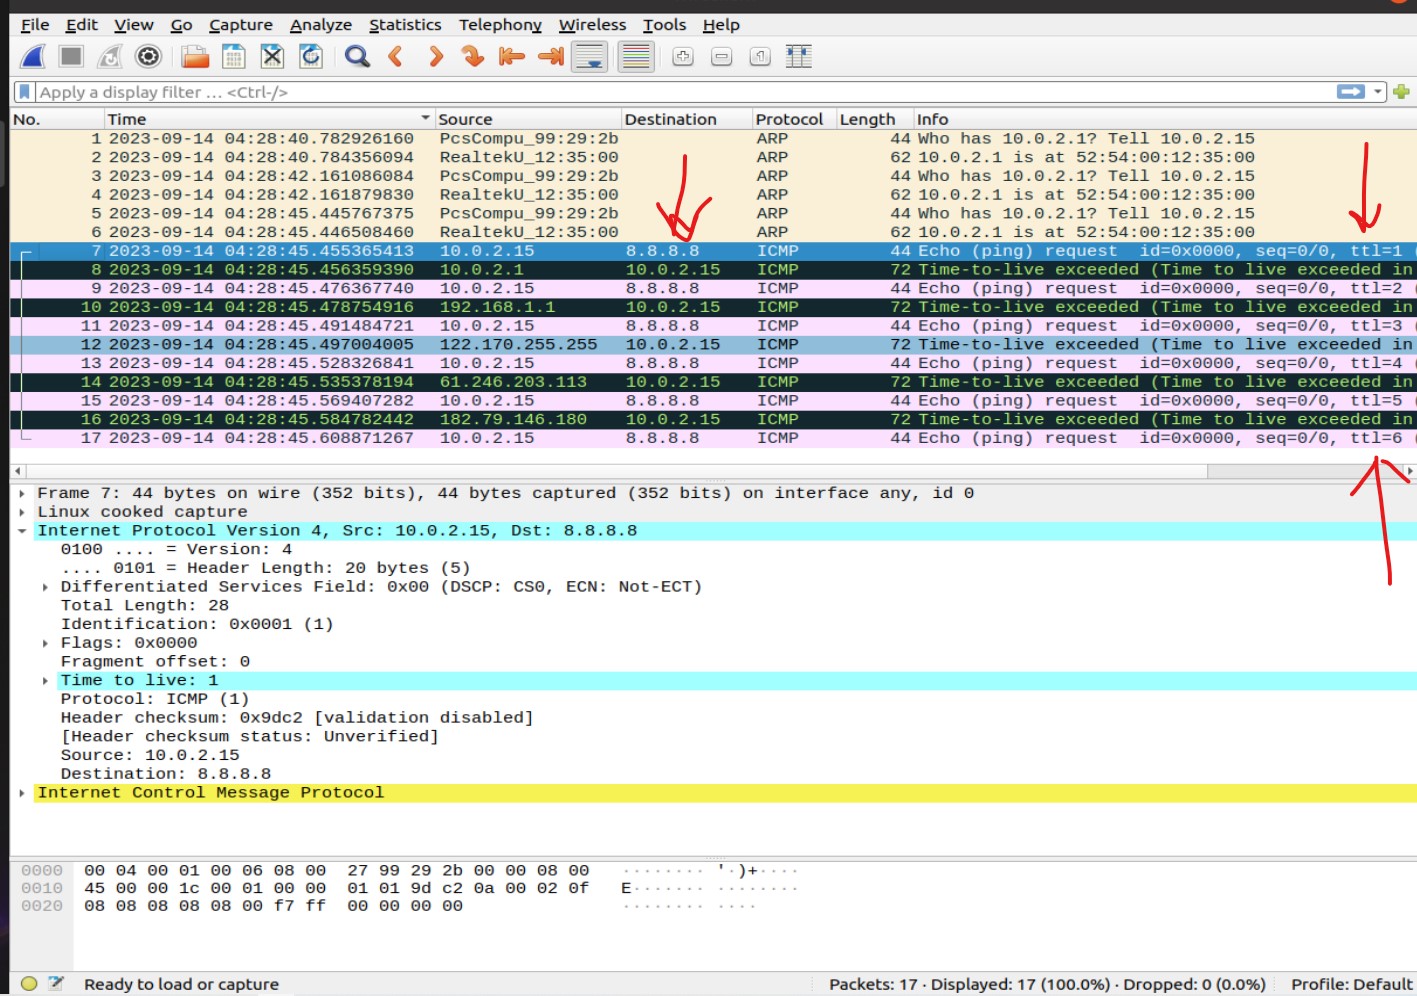 File Edit View Go Capture Analyze Statistics Telephony Wireless Tools Help
Apply a display filter … <Ctrl-/>
No. Time Source Destination Protocol Length Info
1 2023-09-14 04:28:40.782926160 PcsCompu_99:29:2b ARP 44 Who has 10.0.2.1? Tell 10.0.2.15
2 2023-09-14 04:28:40.784356094 RealtekU_12:35:00 ARP 62 10.0.2.1 is at 52:54:00:12:35:00
3 2023-09-14 04:28:42.161086084 PcsCompu_99:29:2b ARP 44 Who has 10.0.2.1? Tell 10.0.2.15
4 2023-09-14 04:28:42.161879830 RealtekU_12:35:00 ARP 62 10.0.2.1 is at 52:54:00:12:35:00
5 2023-09-14 04:28:45.445767375 PcsCompu_99:29:2b ARP 44 Who has 10.0.2.1? Tell 10.0.2.15
6 2023-09-14 04:28:45.446508460 RealtekU_12:35:00 ARP 62 10.0.2.1 is at 52:54:00:12:35:00
7 2023-09-14 04:28:45.455365413 10.0.2.15 8.8.8.8 ICMP 44 Echo (ping) request id=0x0000, seq=0/0, ttl=1 (
8 2023-09-14 04:28:45.456359390 10.0.2.1 10.0.2.15 ICMP 72 Time-to-live exceeded (Time to live exceeded in
9 2023-09-14 04:28:45.476367740 10.0.2.15 8.8.8.8 ICMP 44 Echo (ping) request id=0x0000, seq=0/0, ttl=2 (
10 2023-09-14 04:28:45.478754916 192.168.1.1 10.0.2.15 ICMP 72 Time-to-live exceeded (Time to live exceeded in
11 2023-09-14 04:28:45.491484721 10.0.2.15 8.8.8.8 ICMP 44 Echo (ping) request id=0x0000, seq=0/0, ttl=3 (
12 2023-09-14 04:28:45.497004005 122.170.255.255 10.0.2.15 ICMP 72 Time-to-live exceeded (Time to live exceeded in
13 2023-09-14 04:28:45.528326841 10.0.2.15 8.8.8.8 ICMP 44 Echo (ping) request id=0x0000, seq=0/0, ttl=4 (
14 2023-09-14 04:28:45.535378194 61.246.203.113 10.0.2.15 ICMP 72 Time-to-live exceeded (Time to live exceeded in
15 2023-09-14 04:28:45.569407282 10.0.2.15 8.8.8.8 ICMP 44 Echo (ping) request id=0x0000, seq=0/0, ttl=5 (
16 2023-09-14 04:28:45.584782442 182.79.146.180 10.0.2.15 ICMP 72 Time-to-live exceeded (Time to live exceeded in
17 2023-09-14 04:28:45.608871267 10.0.2.15 8.8.8.8 ICMP 44 Echo (ping) request id=0x0000, seq=0/0, ttl=6 (
Frame 7: 44 bytes on wire (352 bits), 44 bytes captured (352 bits) on interface any, id 0
Linux cooked capture
Internet Protocol Version 4, Src: 10.0.2.15, Dst: 8.8.8.8
0100 .... = Version: 4
.... 0101 = Header Length: 20 bytes (5)
Differentiated Services Field: 0x00 (DSCP: CS0, ECN: Not-ECT)
Total Length: 28
Identification: 0x0001 (1)
Flags: 0x0000
Fragment offset: 0
Time to live: 1
Protocol: ICMP (1)
Header checksum: 0x9dc2 [validation disabled]
[Header checksum status: Unverified]
Source: 10.0.2.15
Destination: 8.8.8.8
Internet Control Message Protocol
0000 00 04 00 01 00 06 08 00 27 99 29 2b 00 00 08 00 ········ '·)+····
0010 45 00 00 1c 00 01 00 00 01 01 9d c2 0a 00 02 0f E······· ········
0020 08 08 08 08 08 00 f7 ff 00 00 00 00 ········ ····
Ready to load or capture Packets: 17 · Displayed: 17 (100.0%) · Dropped: 0 (0.0%) Profile: Default